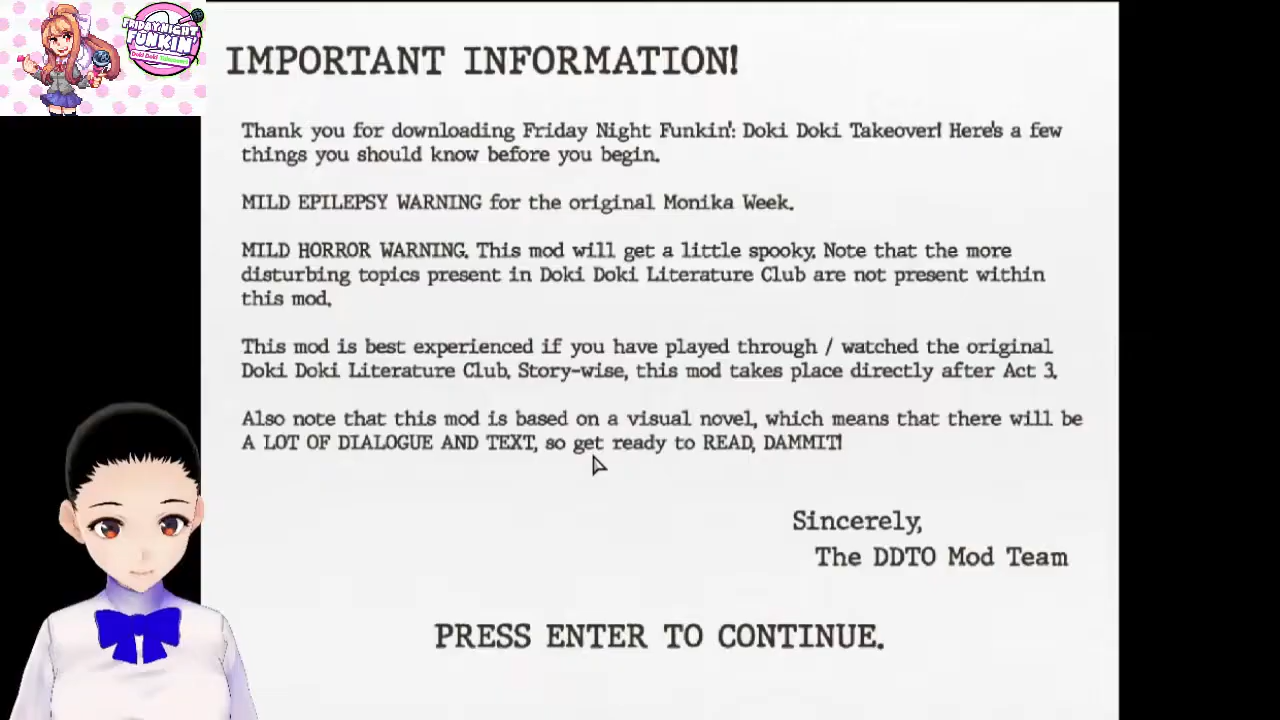 FRIDAY NIGHT
FUNKIN'
Doki Doki Takeover!
IMPORTANT INFORMATION!
Thank you for downloading Friday Night Funkin': Doki Doki Takeover! Here's a few
things you should know before you begin.
MILD EPILEPSY WARNING for the original Monika Week.
MILD HORROR WARNING. This mod will get a little spooky. Note that the more
disturbing topics present in Doki Doki Literature Club are not present within
this mod.
This mod is best experienced if you have played through / watched the original
Doki Doki Literature Club. Story-wise, this mod takes place directly after Act 3.
Also note that this mod is based on a visual novel, which means that there will be
A LOT OF DIALOGUE AND TEXT, so get ready to READ, DAMMIT!
Sincerely,
The DDTO Mod Team
PRESS ENTER TO CONTINUE.